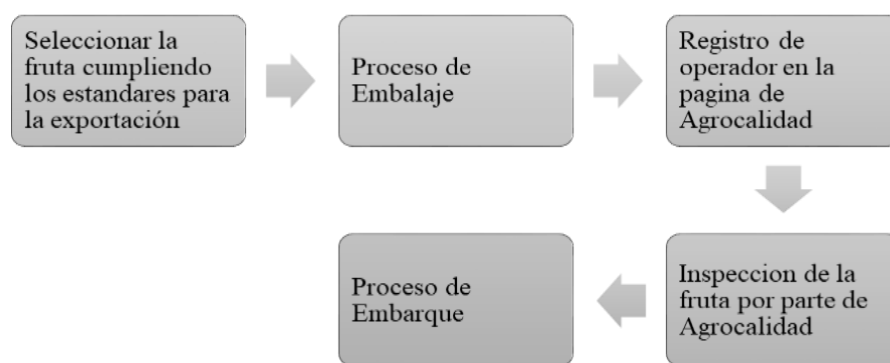 Seleccionar la
fruta cumpliendo
los estandares para
la exportación
Proceso de
Embalaje
Registro de
operador en la
pagina de
Agrocalidad
Inspeccion de la
fruta por parte de
Agrocalidad
Proceso de
Embarque